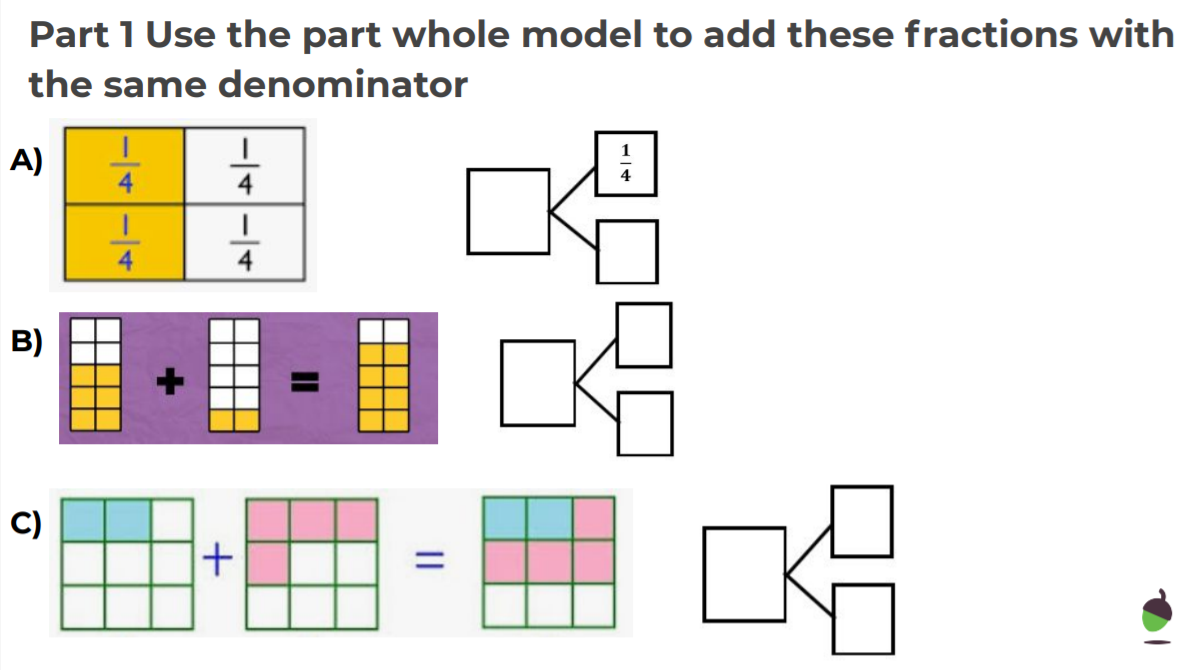 Part 1 Use the part whole model to add these fractions with
the same denominator
A)
1/4 1/4
1/4 1/4
1/4
B)
+ =
C)
+ =